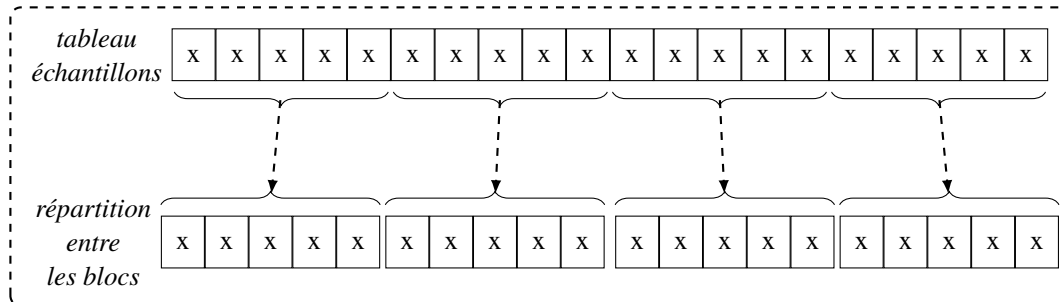 tableau
échantillons
x x x x x x x x x x x x x x x x x x x x
répartition
entre
les blocs
x x x x x x x x x x x x x x x x x x x x